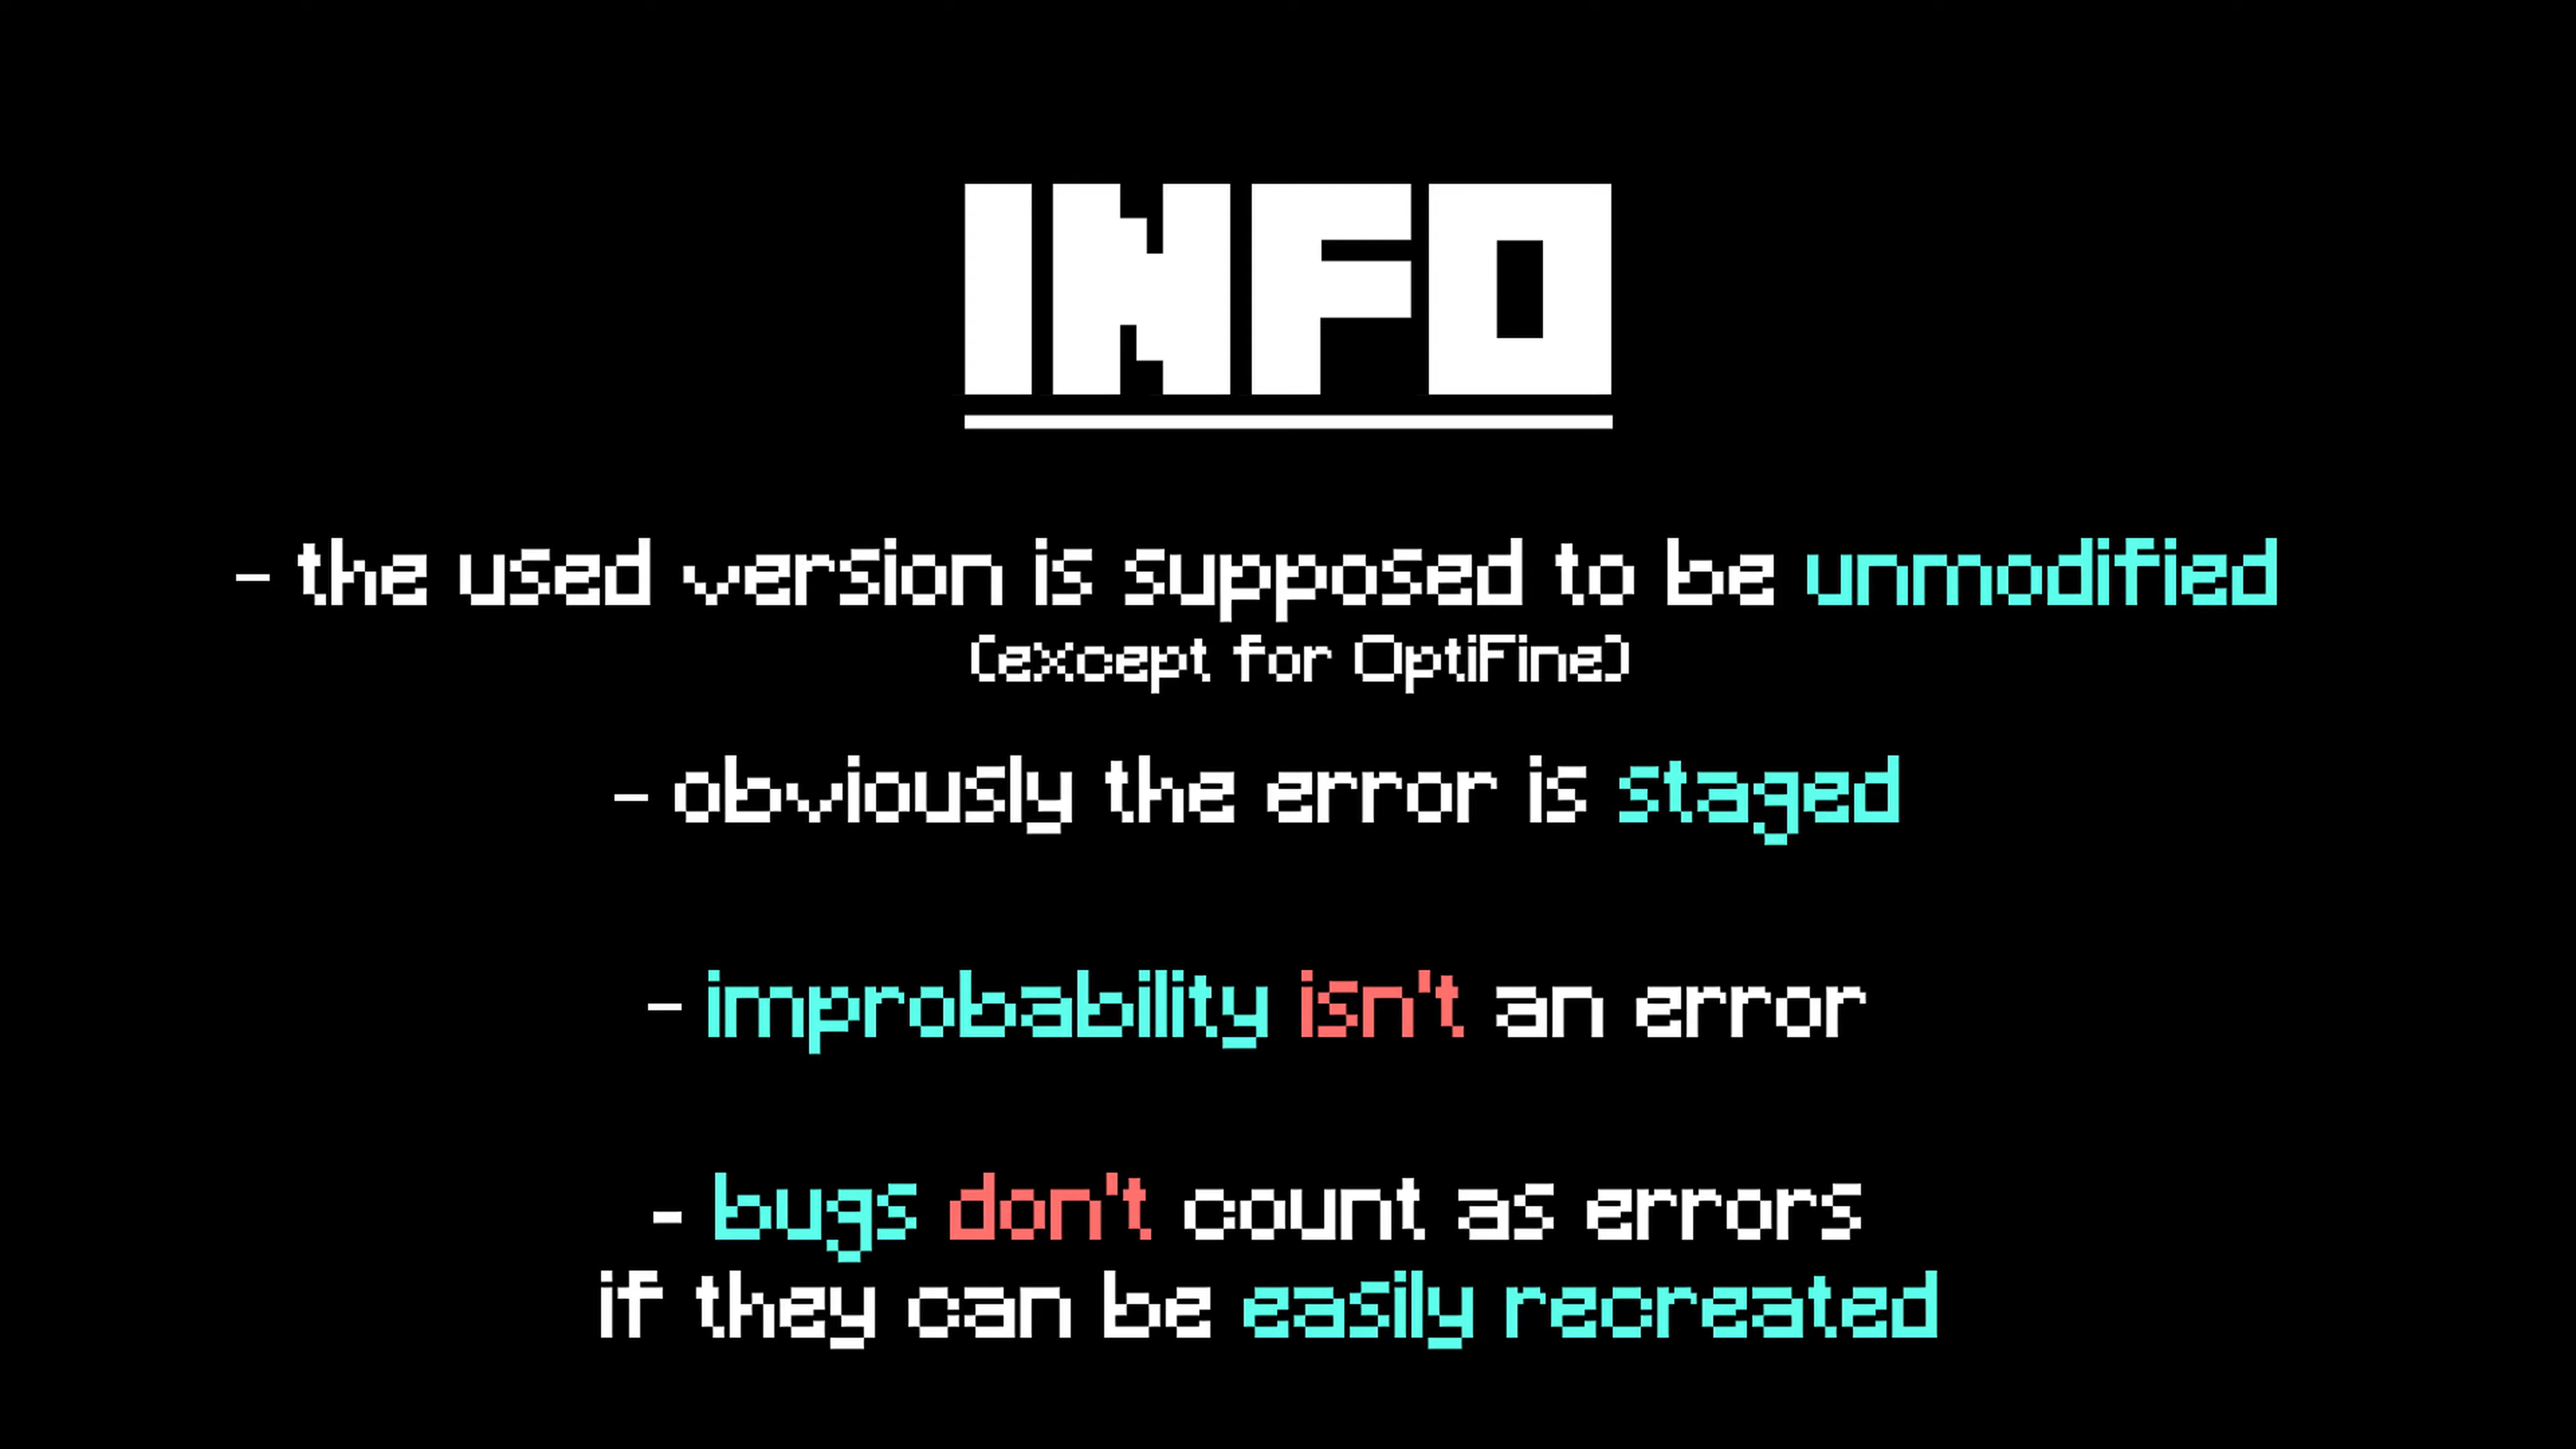 INFO
- the used version is supposed to be unmodified
(except for OptiFine)
- obviously the error is staged
- improbability isn't an error
- bugs don't count as errors
if they can be easily recreated